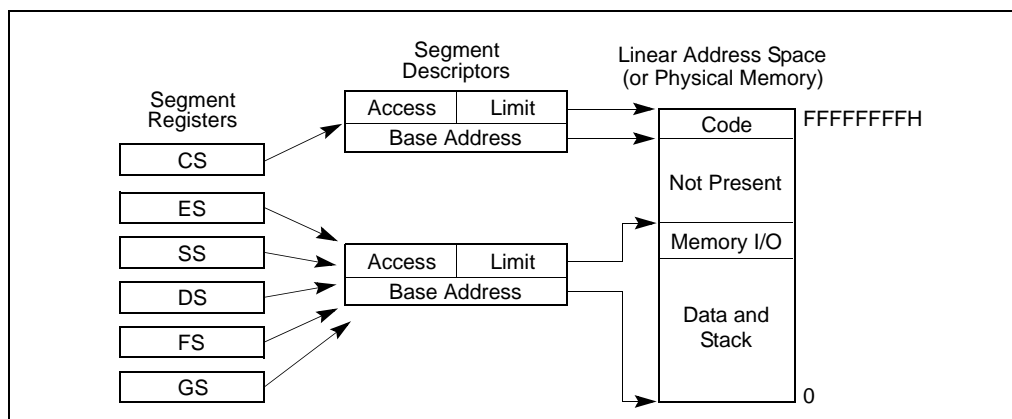 Segment
Registers
CS
ES
SS
DS
FS
GS
Segment
Descriptors
Access
Limit
Base Address
Access
Limit
Base Address
Linear Address Space
(or Physical Memory)
Code
FFFFFFFFH
Not Present
Memory I/O
Data and
Stack
0